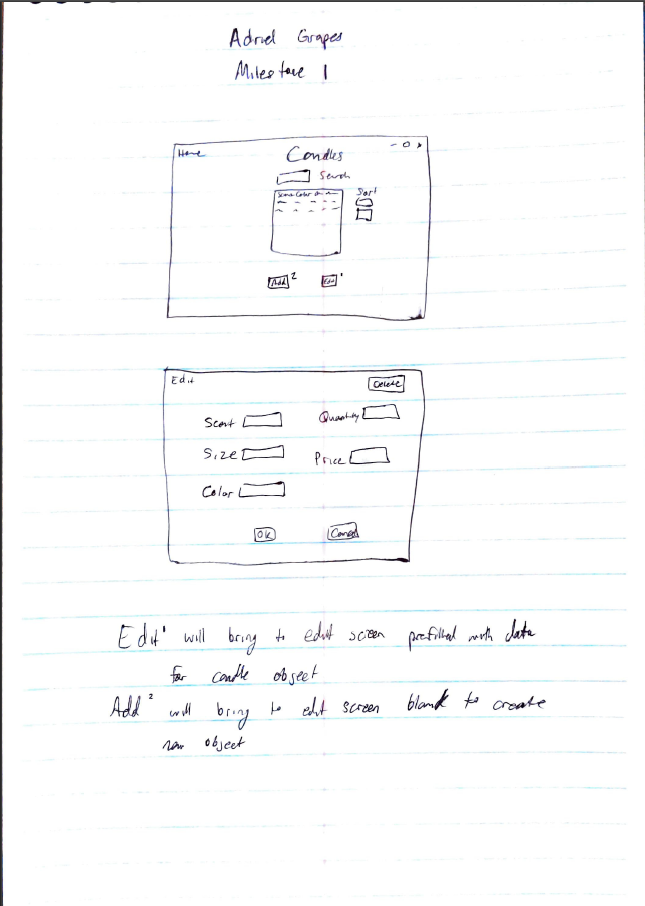 Adriel Grapes
Milestone 1
Home
Candles
Search
Sort
Scent Color
Add 2
Edit 1
Edit
Delete
Scent
Quantity
Size
Price
Color
OK
Cancel
Edit 1 will bring to edit screen prefilled with data
for candle object
Add 2 will bring to edit screen blank to create
new object